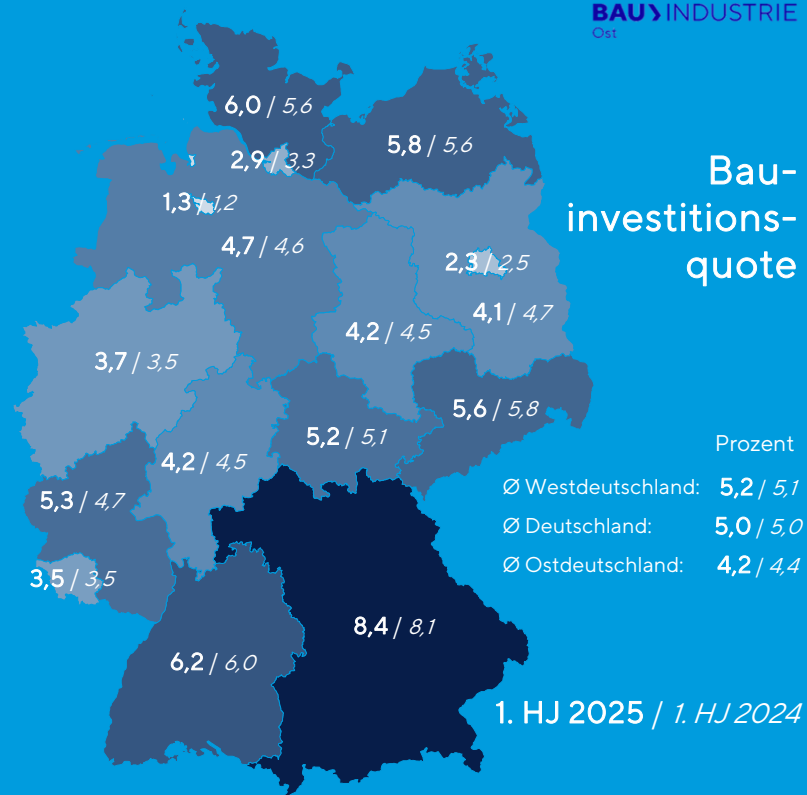 BAU INDUSTRIE
Ost
6,0 / 5,6
5,8 / 5,6
2,9 / 3,3
Bau-
investitions-
quote
1,3 / 1,2
4,7 / 4,6
2,3 / 2,5
4,1 / 4,7
4,2 / 4,5
3,7 / 3,5
5,6 / 5,8
5,2 / 5,1
4,2 / 4,5
Prozent
5,3 / 4,7
Ø Westdeutschland: 5,2 / 5,1
Ø Deutschland: 5,0 / 5,0
Ø Ostdeutschland: 4,2 / 4,4
3,5 / 3,5
8,4 / 8,1
6,2 / 6,0
1. HJ 2025 / 1. HJ 2024